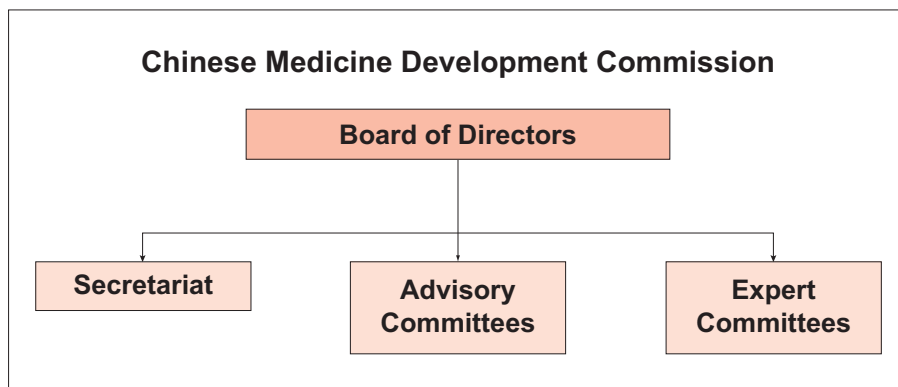 Chinese Medicine Development Commission
Board of Directors
Secretariat
Advisory
Committees
Expert
Committees